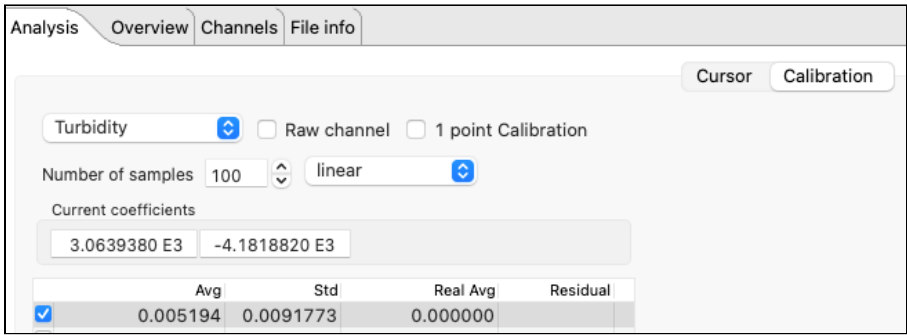 Analysis Overview Channels File info
Cursor Calibration
Turbidity Raw channel 1 point Calibration
Number of samples 100 linear
Current coefficients
3.0639380 E3 -4.1818820 E3
Avg Std Real Avg Residual
0.005194 0.0091773 0.000000